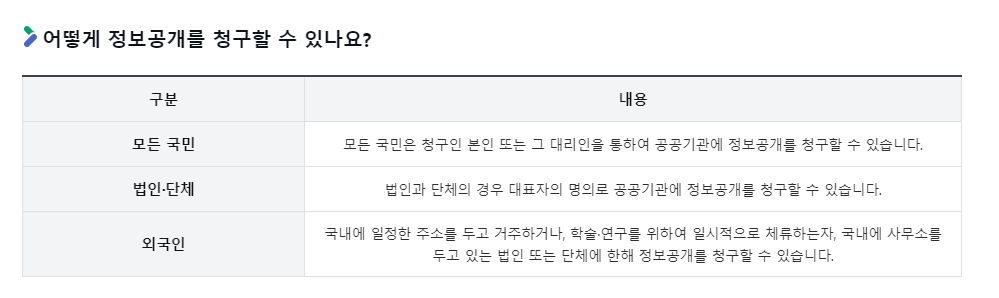 어떻게 정보공개를 청구할 수 있나요?
구분 내용
모든 국민 모든 국민은 청구인 본인 또는 그 대리인을 통하여 공공기관에 정보공개를 청구할 수 있습니다.
법인·단체 법인과 단체의 경우 대표자의 명의로 공공기관에 정보공개를 청구할 수 있습니다.
외국인 국내에 일정한 주소를 두고 거주하거나, 학술·연구를 위하여 일시적으로 체류하는자, 국내에 사무소를
두고 있는 법인 또는 단체에 한해 정보공개를 청구할 수 있습니다.